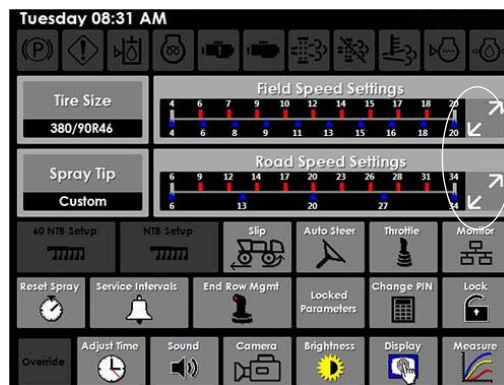 Tuesday 08:31 AM
Tire Size
380/90R46
Field Speed Settings
4 6 7 9 10 12 14 15 17 18 20
4 6 8 9 11 13 15 16 18 20
Spray Tip
Custom
Road Speed Settings
6 9 12 14 17 20 23 26 28 31 34
6 13 20 27 34
60 NTB Setup
NTB Setup
Slip
Auto Steer
Throttle
Monitor
Reset Spray
Service Intervals
End Row Mgmt
Locked
Parameters
Change PIN
Lock
Override
Adjust Time
Sound
Camera
Brightness
Display
Measure